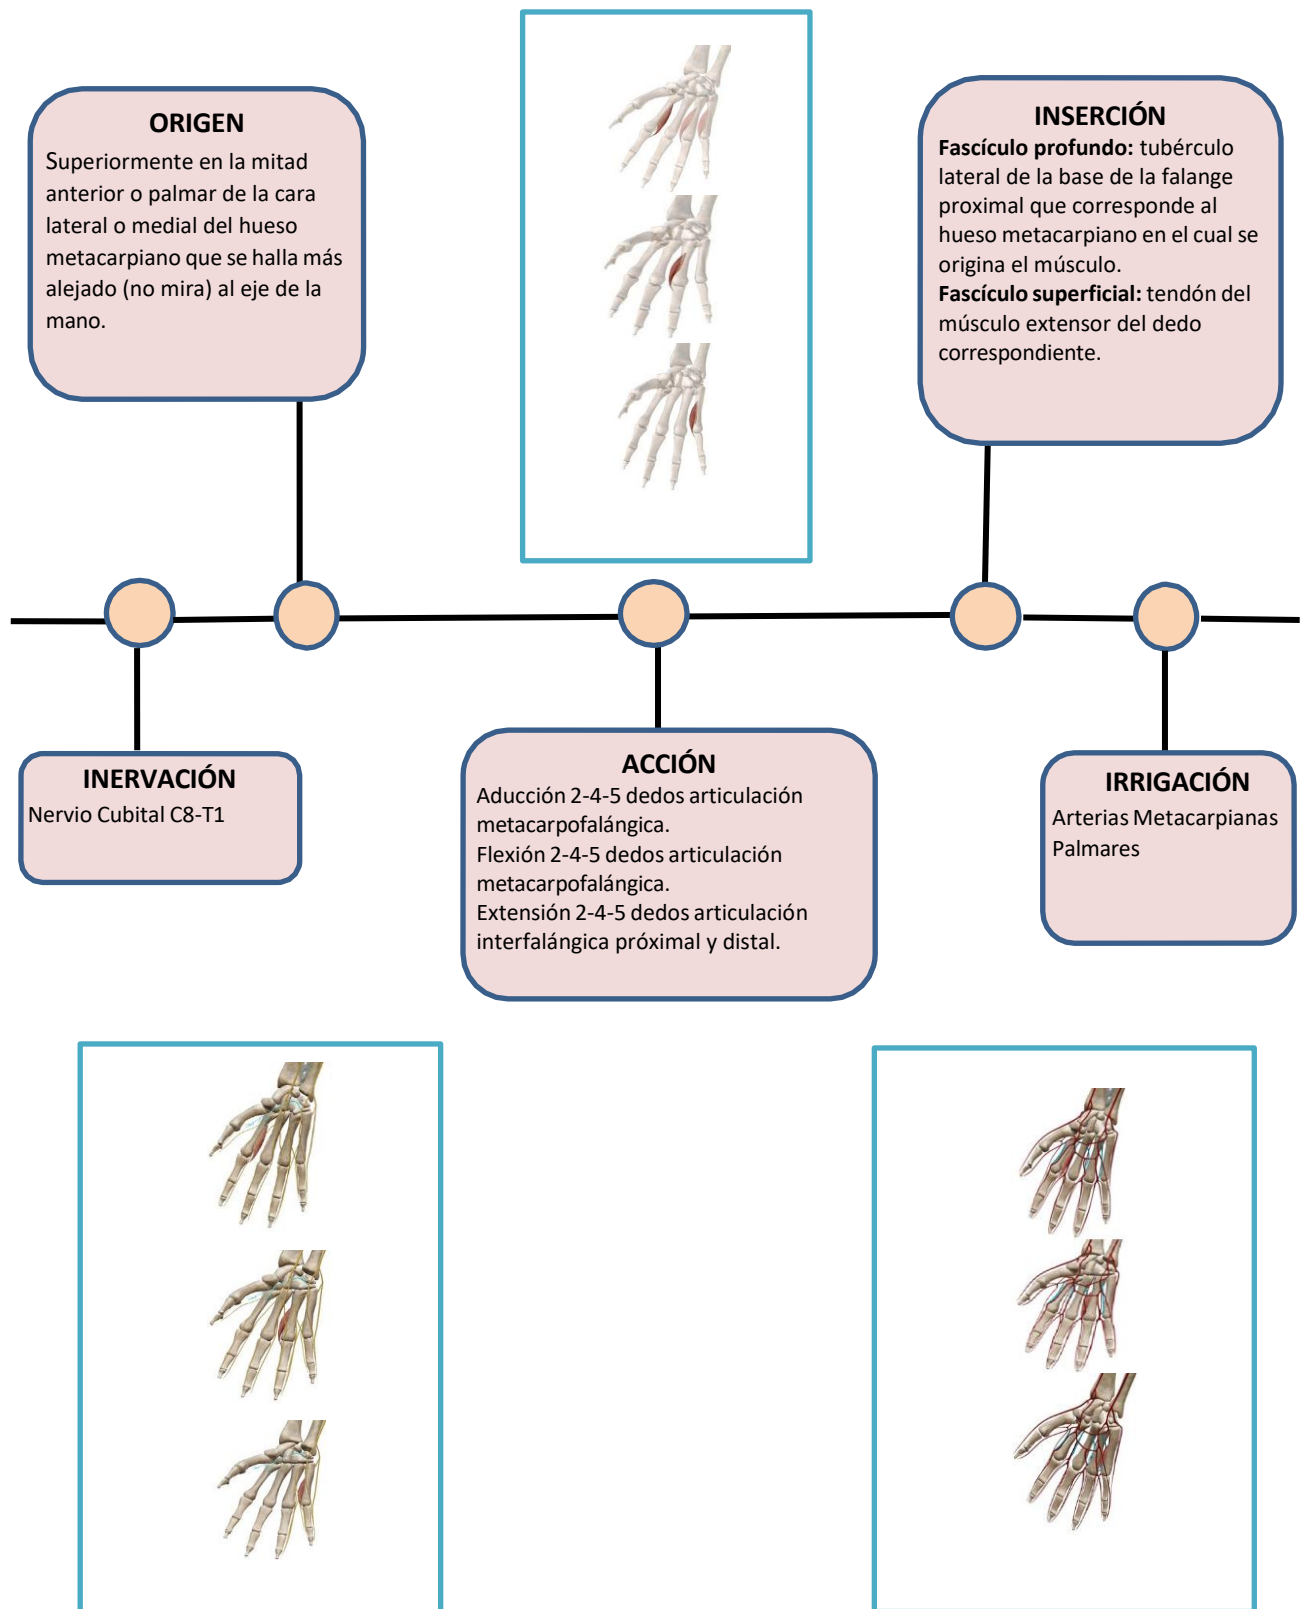 ORIGEN
Superiormente en la mitad
anterior o palmar de la cara
lateral o medial del hueso
metacarpiano que se halla más
alejado (no mira) al eje de la
mano.
INSERCIÓN
Fascículo profundo: tubérculo
lateral de la base de la falange
proximal que corresponde al
hueso metacarpiano en el cual se
origina el músculo.
Fascículo superficial: tendón del
músculo extensor del dedo
correspondiente.
INERVACIÓN
Nervio Cubital C8-T1
ACCIÓN
Aducción 2-4-5 dedos articulación
metacarpofalángica.
Flexión 2-4-5 dedos articulación
metacarpofalángica.
Extensión 2-4-5 dedos articulación
interfalángica próximal y distal.
IRRIGACIÓN
Arterias Metacarpianas
Palmares